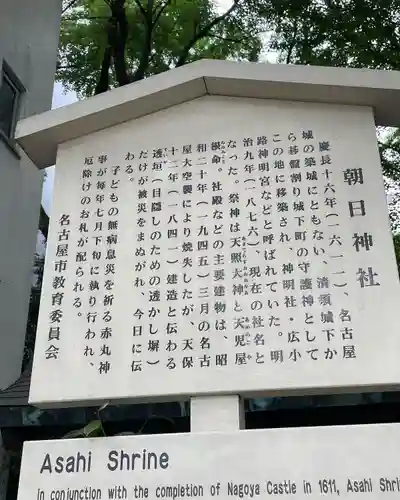 朝日神社
慶長十六年(一六一一)、名古屋
城の築城にともない、清須城下か
ら碁盤割り城下町の守護神として
この地に移築され、神明社・広小
路神明宮などと呼ばれていた。明
治九年(一八七六)、現在の社名と
なった。祭神は天照大神と天児屋
根命。社殿などの主要建物は、昭
和二十年(一九四五)三月の名古
屋大空襲により焼失したが、天保
十二年(一八四一)建造と伝わる
透垣(目隠しのための透かし塀)
だけが被災をまぬがれ、今日に伝
わる。
子どもの無病息災を祈る赤丸神
事が毎年七月下旬に執り行われ、
厄除けのお札が配られる。
名古屋市教育委員会
Asahi Shrine
In conjunction with the completion of Nagoya Castle in 1611, Asahi Shri